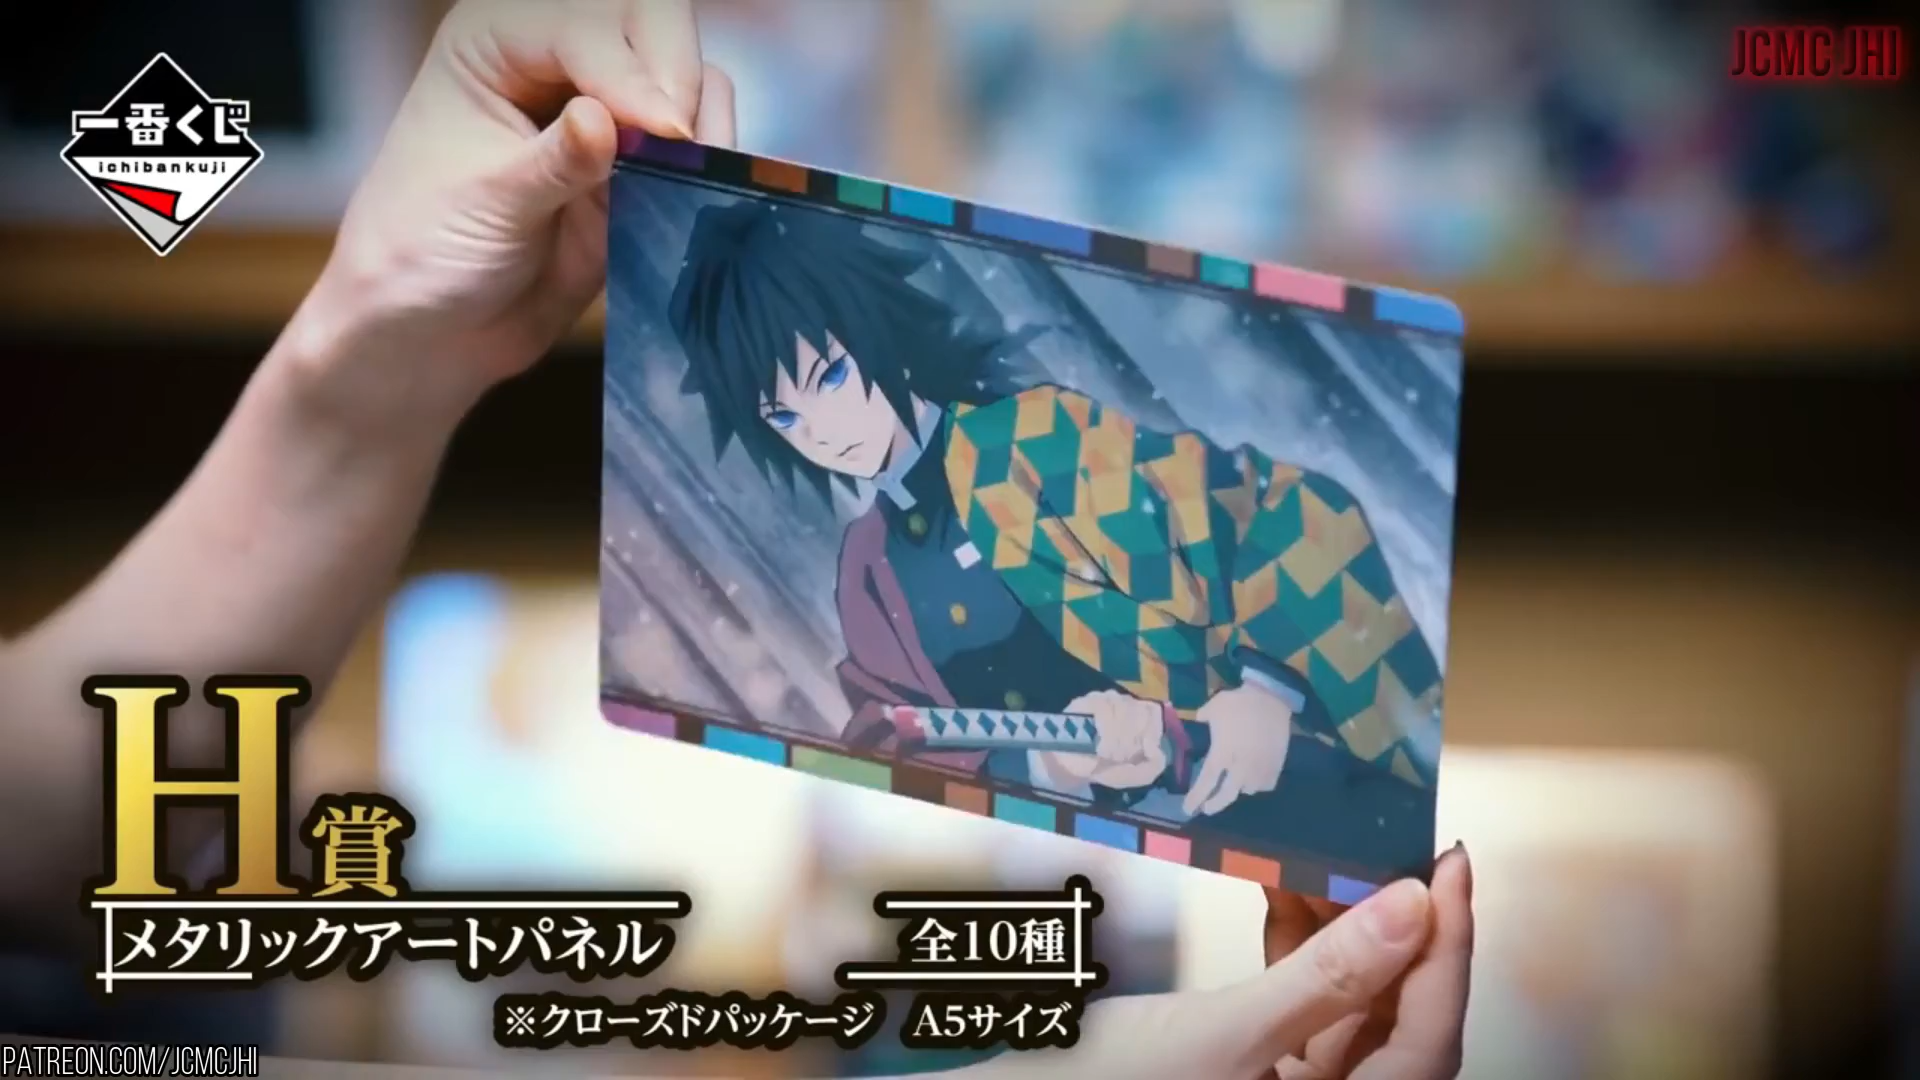 JCMC JHI
一番くじ
ichibankuji
H賞
メタリックアートパネル
全10種
※クローズドパッケージ A5サイズ
PATREON.COM/JCMCJHI